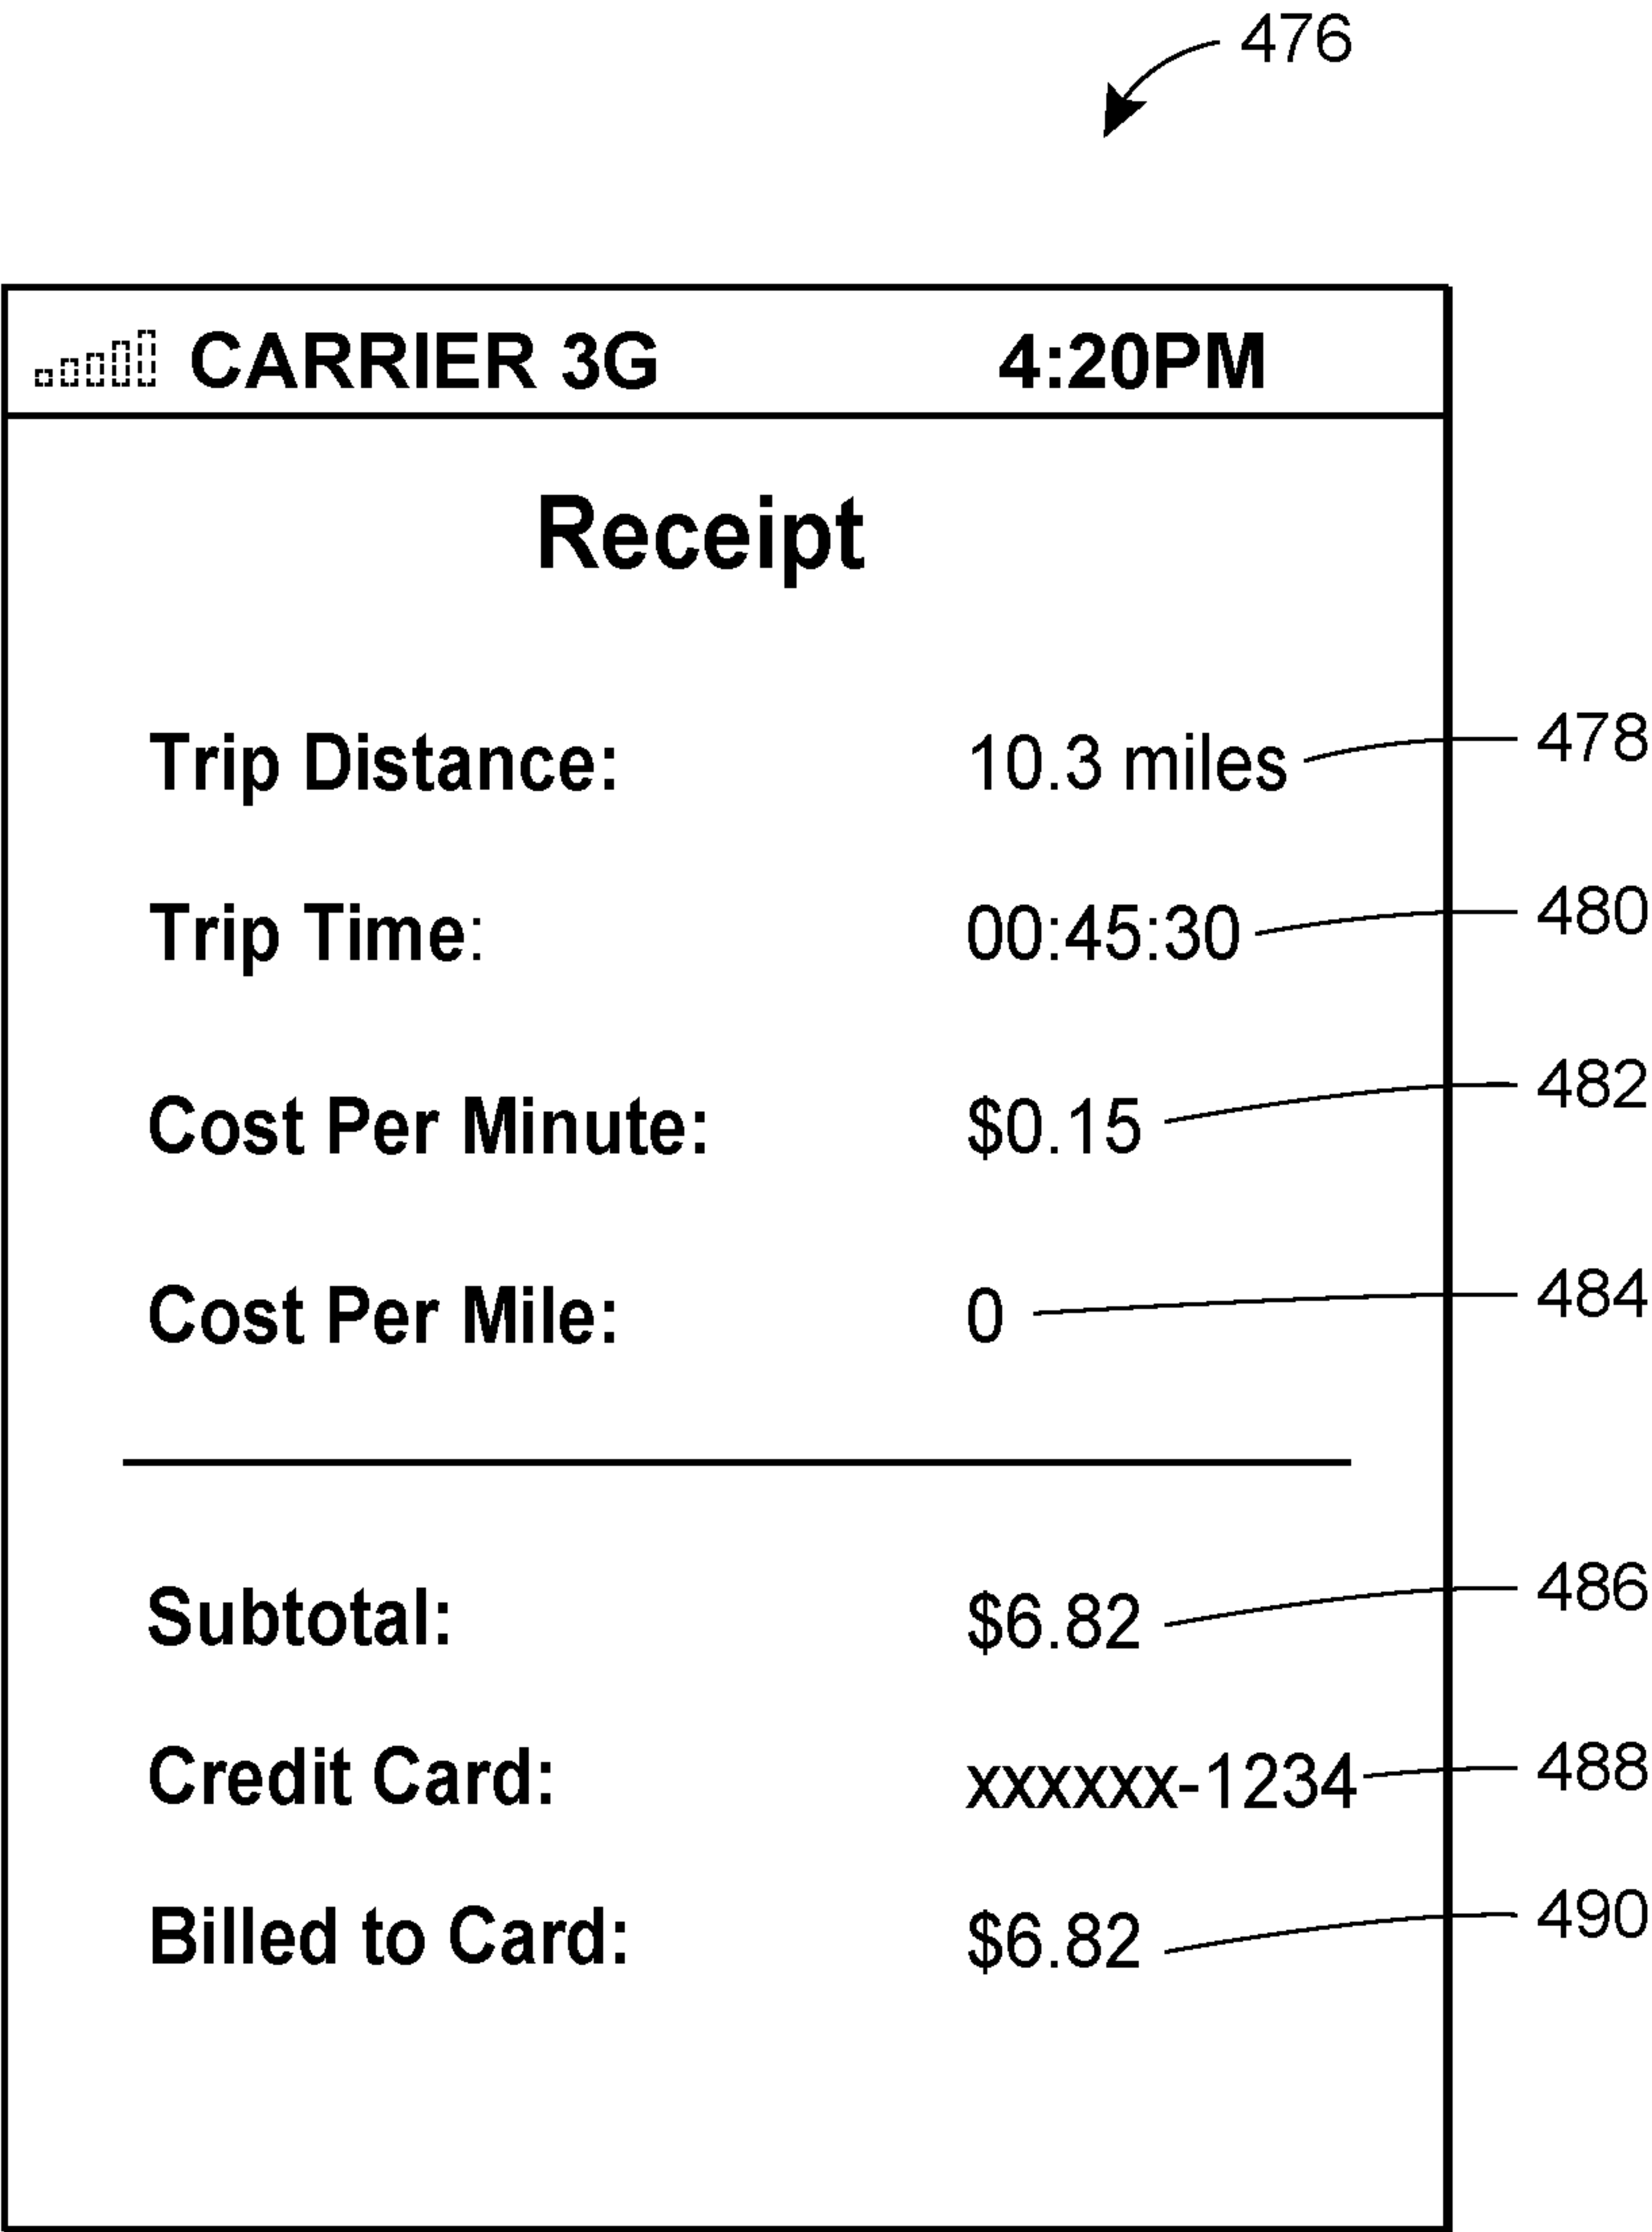 476
CARRIER 3G 4:20PM
Receipt
Trip Distance: 10.3 miles 478
Trip Time: 00:45:30 480
Cost Per Minute: $0.15 482
Cost Per Mile: 0 484
Subtotal: $6.82 486
Credit Card: xxxxxx-1234 488
Billed to Card: $6.82 490